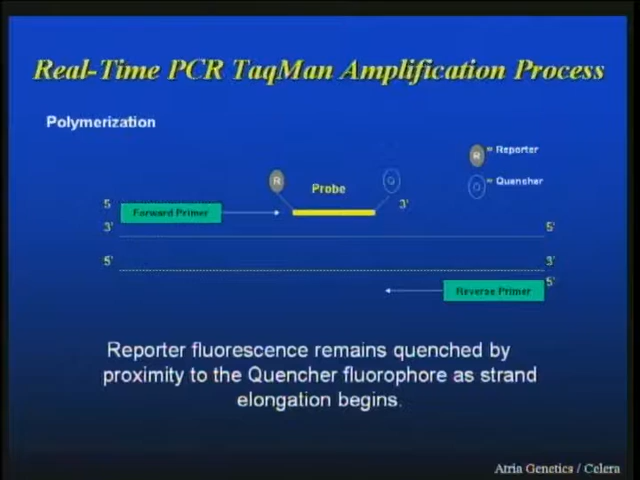 Real-Time PCR TaqMan Amplification Process
Polymerization
R = Reporter
Q = Quencher
R Probe Q
5' Forward Primer 3'
3' 5'
5' 3'
Reverse Primer 5'
Reporter fluorescence remains quenched by
proximity to the Quencher fluorophore as strand
elongation begins.
Atria Genetics / Celera